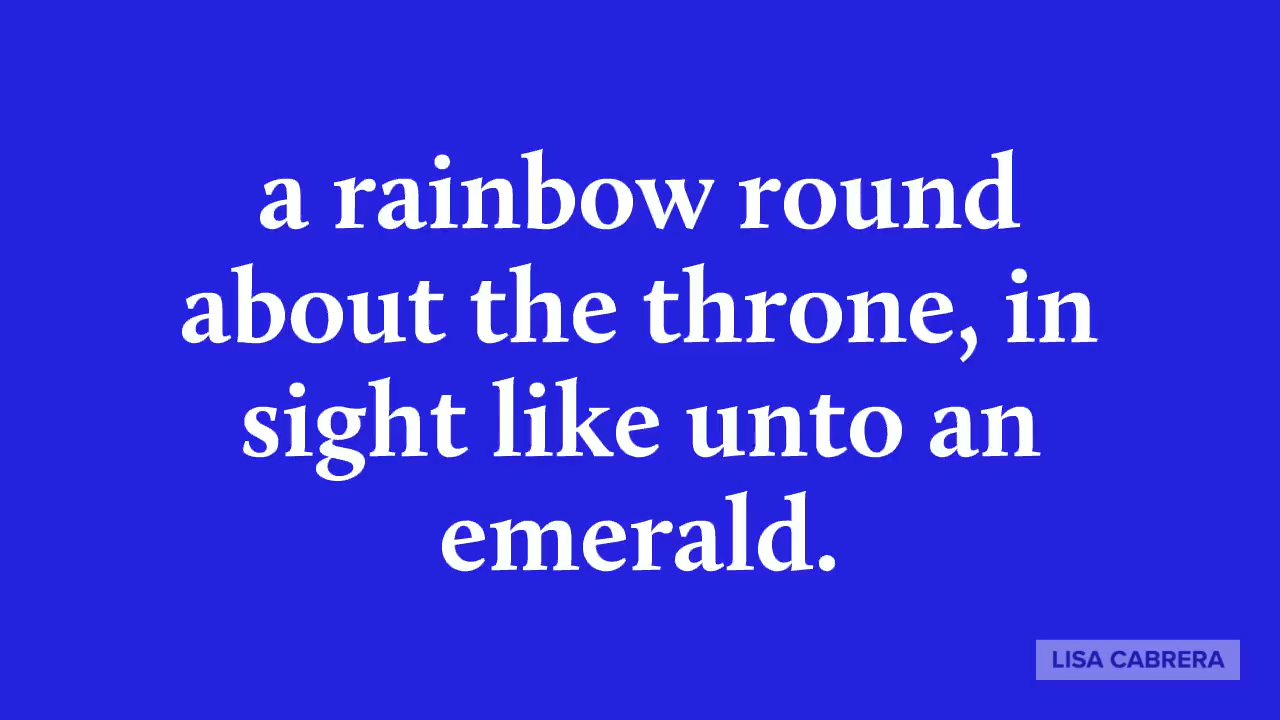 a rainbow round
about the throne, in
sight like unto an
emerald.
LISA CABRERA